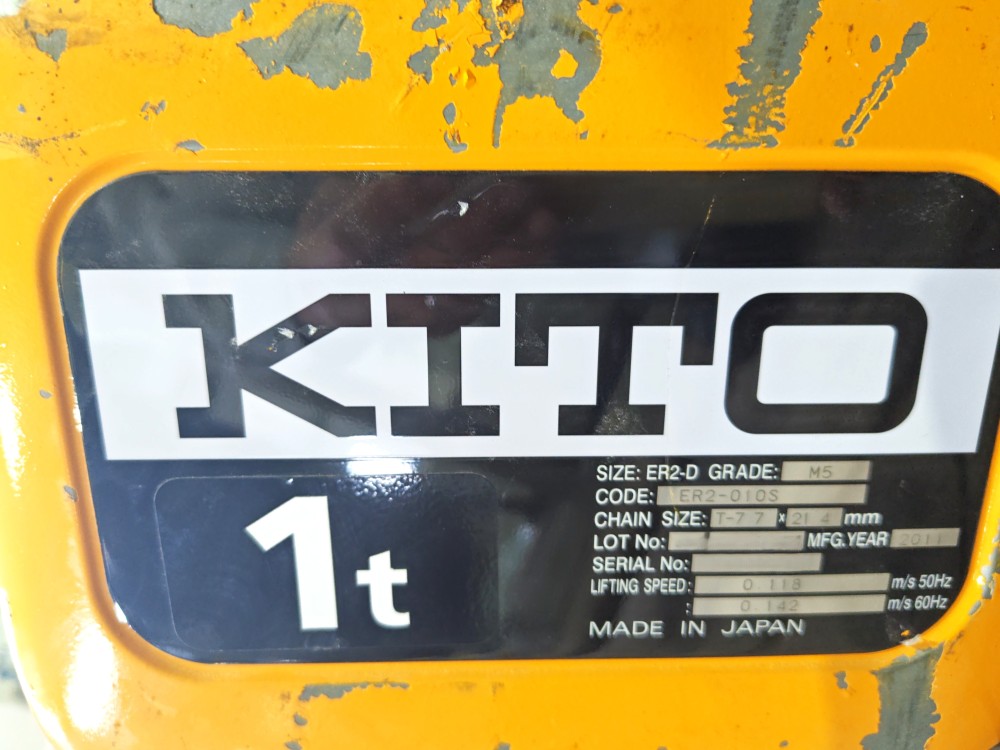 KITO
1t
SIZE: ER2-D GRADE: M5
CODE: ER2-010S
CHAIN SIZE: T-7.7 x 21.4 mm
LOT No: MFG.YEAR 2011
SERIAL No:
LIFTING SPEED: 0.118 m/s 50Hz
: 0.142 m/s 60Hz
MADE IN JAPAN